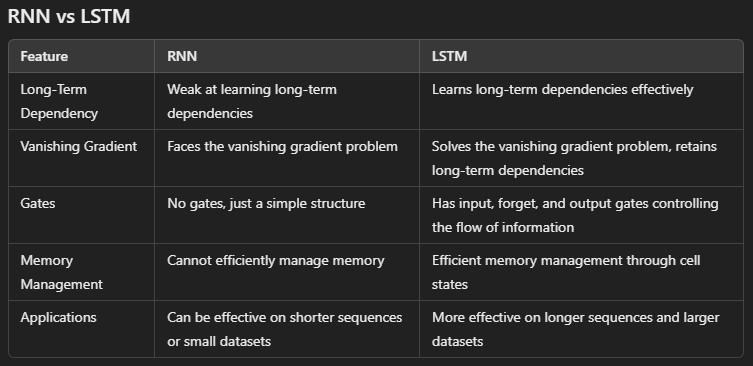 RNN vs LSTM
Feature RNN LSTM
Long-Term Dependency Weak at learning long-term dependencies Learns long-term dependencies effectively
Vanishing Gradient Faces the vanishing gradient problem Solves the vanishing gradient problem, retains long-term dependencies
Gates No gates, just a simple structure Has input, forget, and output gates controlling the flow of information
Memory Management Cannot efficiently manage memory Efficient memory management through cell states
Applications Can be effective on shorter sequences or small datasets More effective on longer sequences and larger datasets